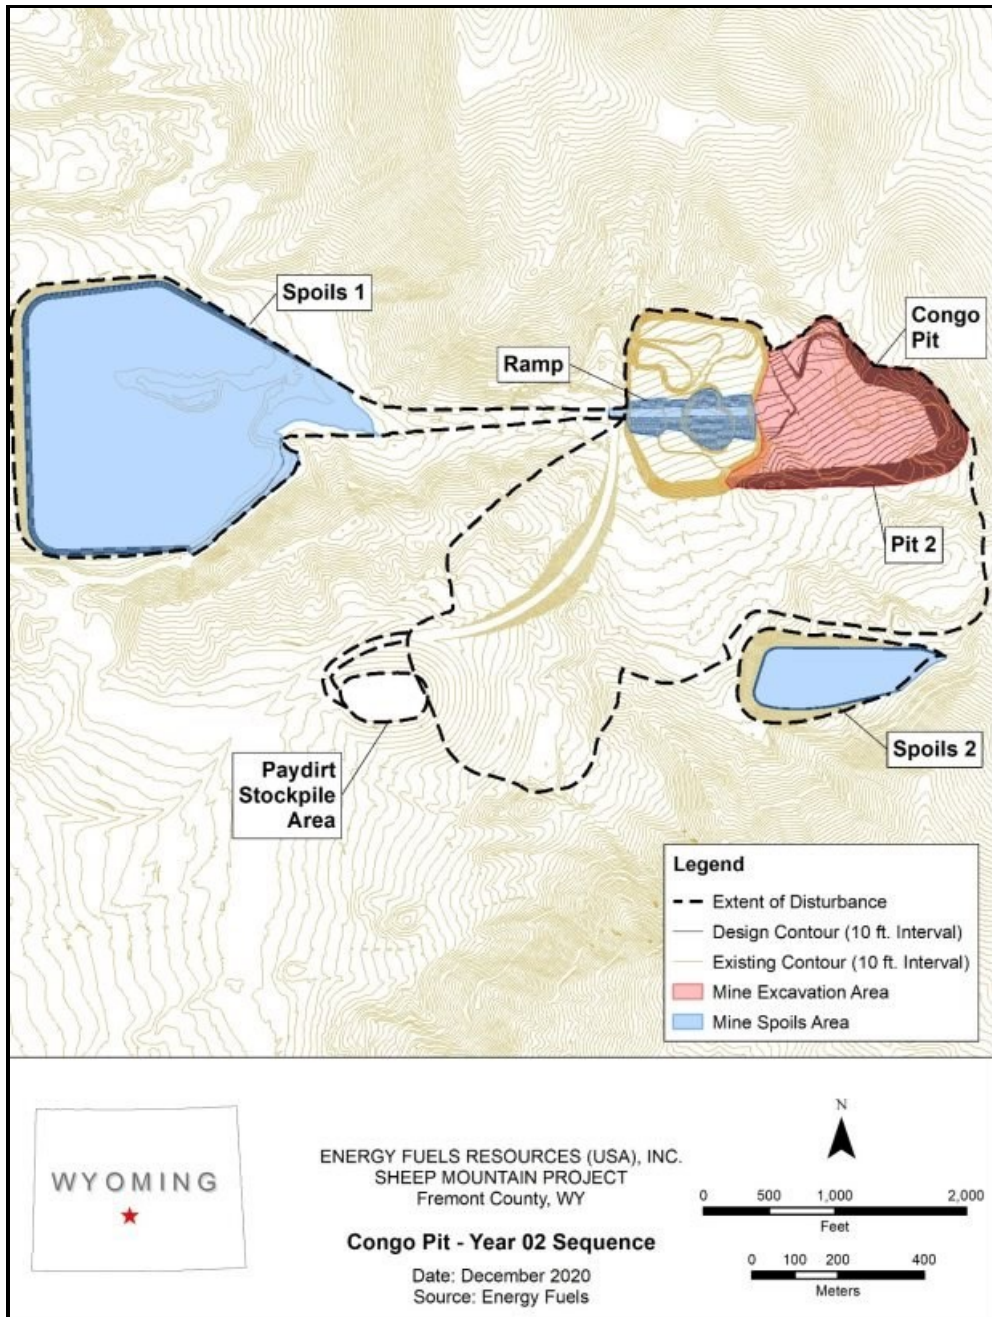 Spoils 1
Congo
Pit
Ramp
Pit 2
Spoils 2
Paydirt
Stockpile
Area
Legend
Extent of Disturbance
Design Contour (10 ft. Interval)
Existing Contour (10 ft. Interval)
Mine Excavation Area
Mine Spoils Area
WYOMING
ENERGY FUELS RESOURCES (USA), INC.
SHEEP MOUNTAIN PROJECT
Fremont County, WY
Congo Pit - Year 02 Sequence
Date: December 2020
Source: Energy Fuels
N
0 500 1,000 2,000
Feet
0 100 200 400
Meters